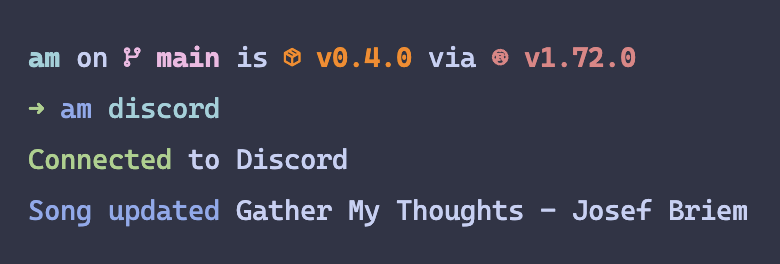 am on main is v0.4.0 via v1.72.0
➜ am discord
Connected to Discord
Song updated Gather My Thoughts - Josef Briem